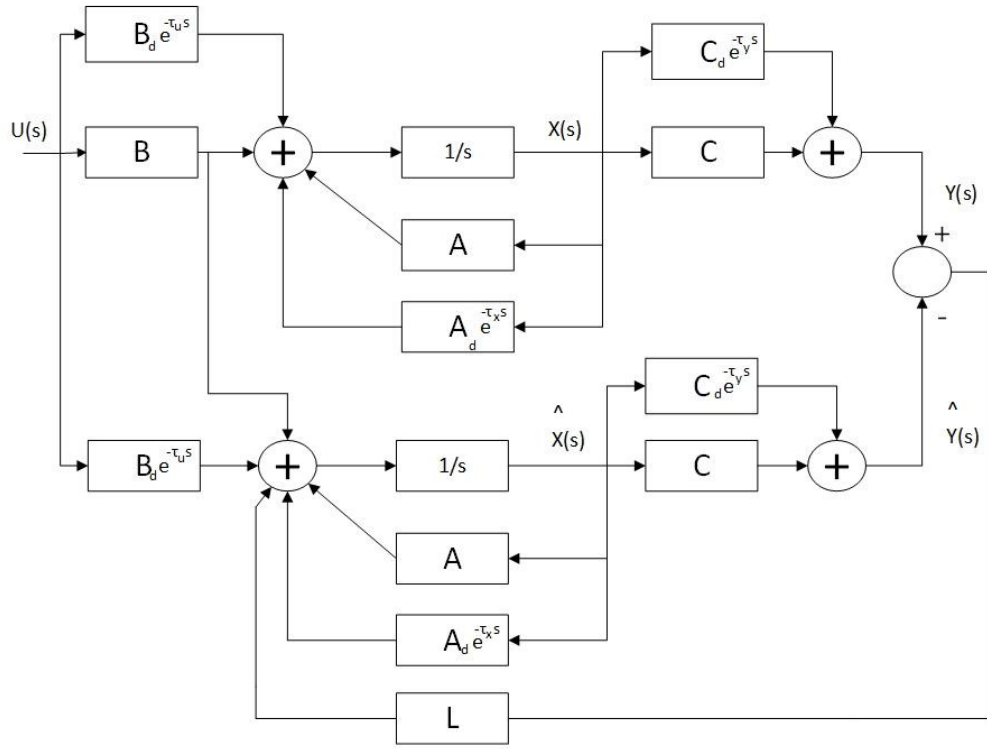 B_d e^{-τ_u s}
C_d e^{-τ_y s}
U(s)
B
+
1/s
X(s)
C
+
Y(s)
A
+
A_d e^{-τ_x s}
-
C_d e^{-τ_y s}
^
X(s)
^
Y(s)
B_d e^{-τ_u s}
+
1/s
C
+
A
A_d e^{-τ_x s}
L